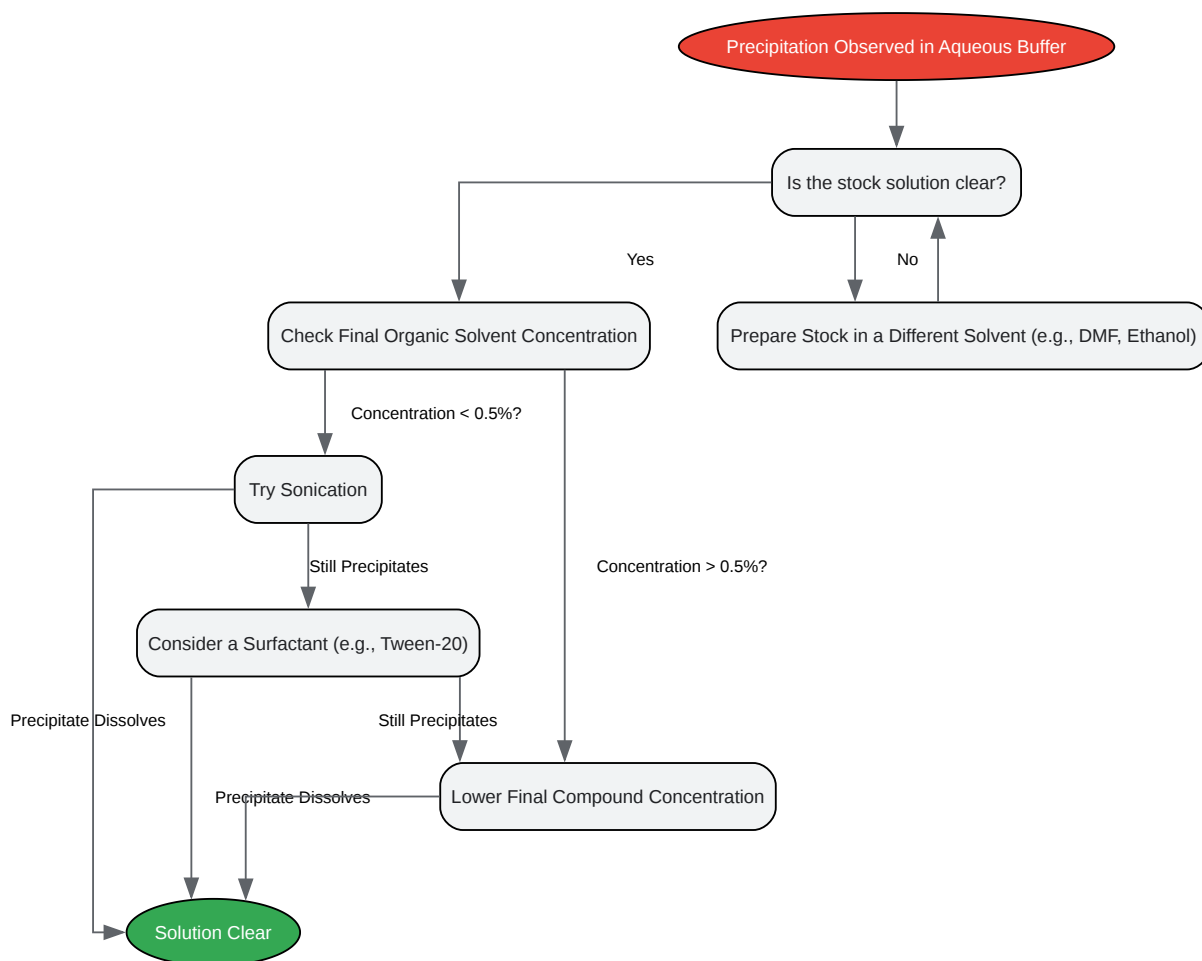 Precipitation Observed in Aqueous Buffer
Is the stock solution clear?
Yes
No
Check Final Organic Solvent Concentration
Prepare Stock in a Different Solvent (e.g., DMF, Ethanol)
Concentration < 0.5%?
Try Sonication
Still Precipitates
Concentration > 0.5%?
Consider a Surfactant (e.g., Tween-20)
Precipitate Dissolves
Still Precipitates
Precipitate Dissolves
Lower Final Compound Concentration
Solution Clear